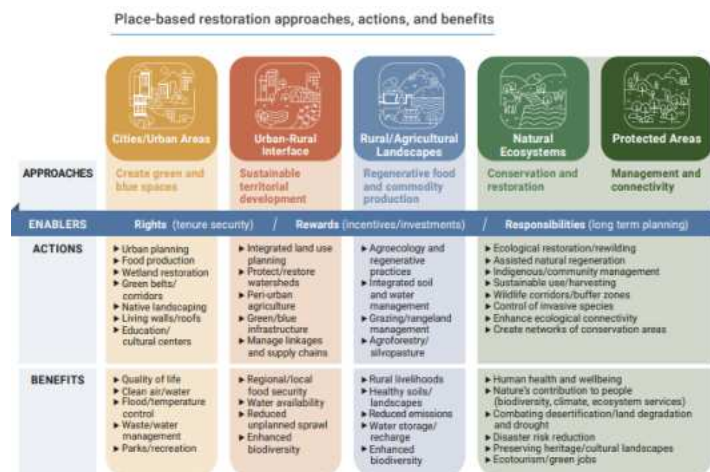 Place-based restoration approaches, actions, and benefits
Cities/Urban Areas
Urban-Rural
Interface
Rural/Agricultural
Landscapes
Natural
Ecosystems
Protected Areas
APPROACHES
Create green and
blue spaces
Sustainable
territorial
development
Regenerative food
and commodity
production
Conservation and
restoration
Management and
connectivity
ENABLERS
Rights (tenure security) / Rewards (incentives/investments) / Responsibilities (long term planning)
ACTIONS
▶ Urban planning
▶ Food production
▶ Wetland restoration
▶ Green belts/
corridors
▶ Native landscaping
▶ Living walls/roofs
▶ Education/
cultural centers
▶ Integrated land use
planning
▶ Protect/restore
watersheds
▶ Peri-urban
agriculture
▶ Green/blue
infrastructure
▶ Manage linkages
and supply chains
▶ Agroecology and
regenerative
practices
▶ Integrated soil
and water
management
▶ Grazing/rangeland
management
▶ Agroforestry/
silvopasture
▶ Ecological restoration/rewilding
▶ Assisted natural regeneration
▶ Indigenous/community management
▶ Sustainable use/harvesting
▶ Wildlife corridors/buffer zones
▶ Control of invasive species
▶ Enhance ecological connectivity
▶ Create networks of conservation areas
BENEFITS
▶ Quality of life
▶ Clean air/water
▶ Flood/temperature
control
▶ Waste/water
management
▶ Parks/recreation
▶ Regional/local
food security
▶ Water availability
▶ Reduced
unplanned sprawl
▶ Enhanced
biodiversity
▶ Rural livelihoods
▶ Healthy soils/
landscapes
▶ Reduced emissions
▶ Water storage/
recharge
▶ Enhanced
biodiversity
▶ Human health and wellbeing
▶ Nature's contribution to people
(biodiversity, climate, ecosystem services)
▶ Combating desertification/land degradation
and drought
▶ Disaster risk reduction
▶ Preserving heritage/cultural landscapes
▶ Ecotourism/green jobs